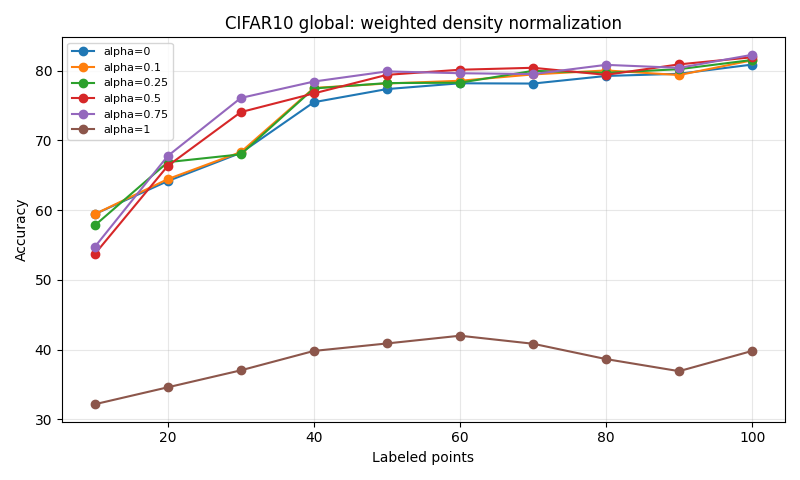 CIFAR10 global: weighted density normalization
alpha=0
alpha=0.1
alpha=0.25
alpha=0.5
alpha=0.75
alpha=1
Accuracy
80
70
60
50
40
30
20 40 60 80 100
Labeled points